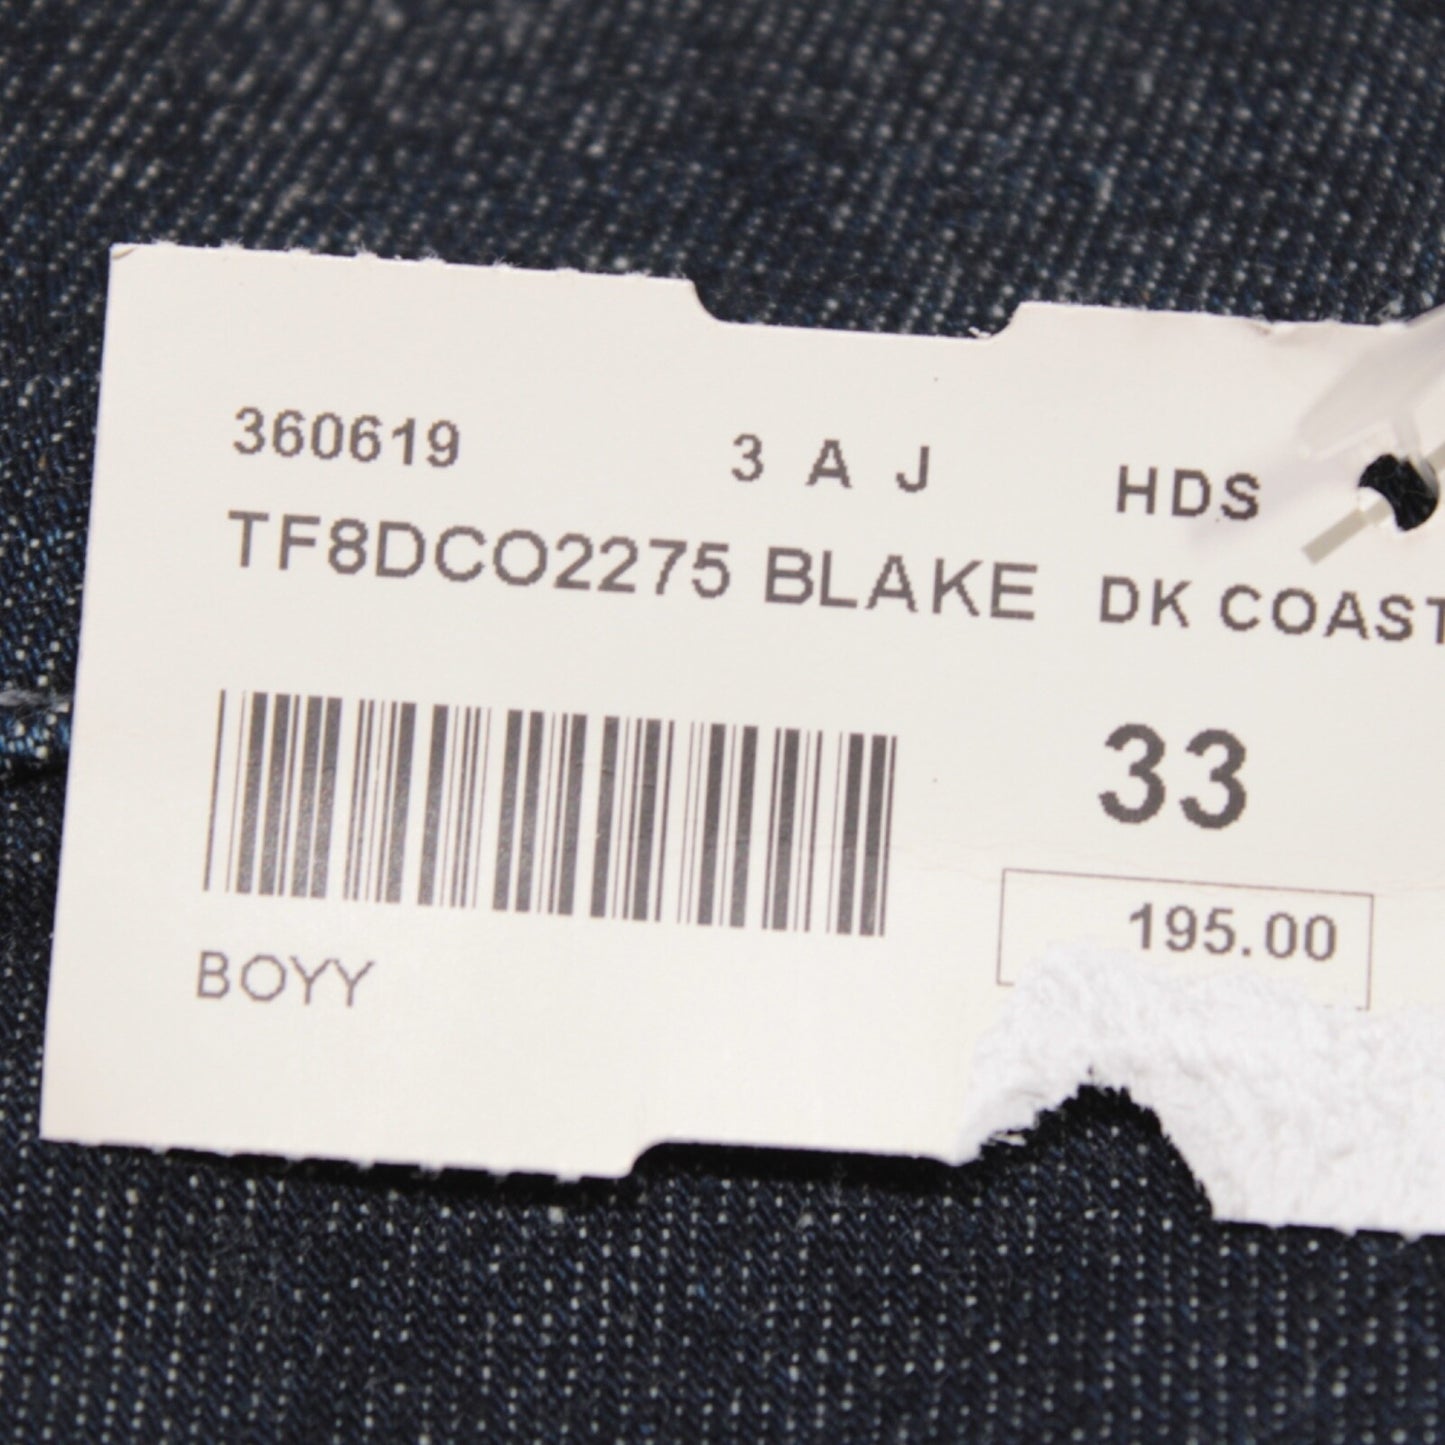 360619 3 A J HDS
TF8DCO2275 BLAKE DK COAST
33
195.00
BOYY